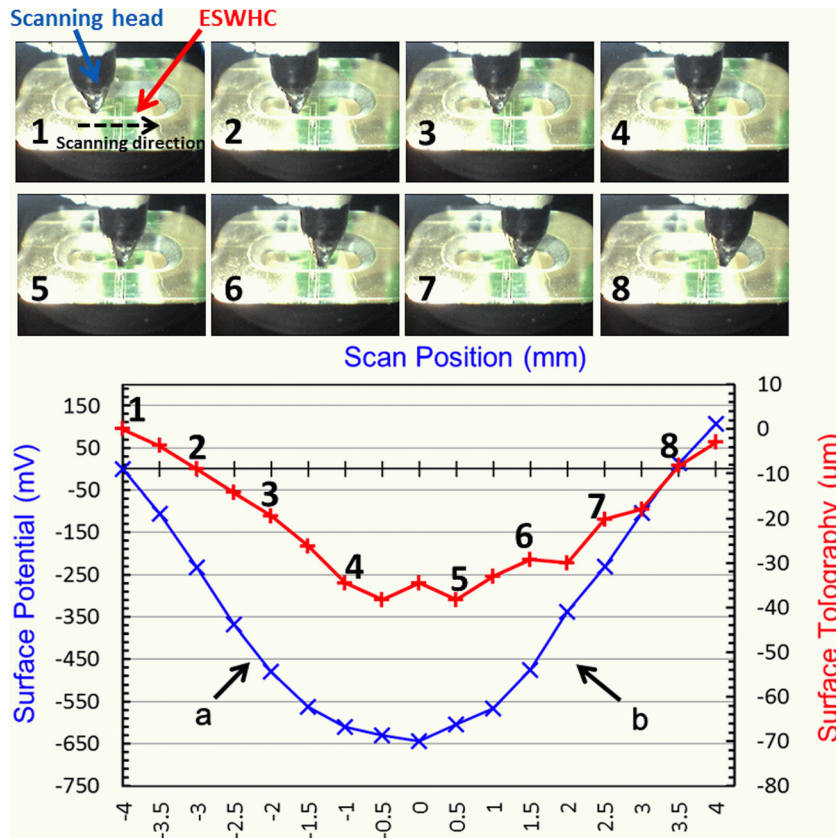 Scanning head ESWHC
1 2 3 4
Scanning direction
5 6 7 8
Scan Position (mm)
Surface Potential (mV)
150
50
-50
-150
-250
-350
-450
-550
-650
-750
1
2
3
4
5
6
7
8
a
b
10
0
-10
-20
-30
-40
-50
-60
-70
-80
Surface Tolography (um)
-4 -3.5 -3 -2.5 -2 -1.5 -1 -0.5 0 0.5 1 1.5 2 2.5 3 3.5 4